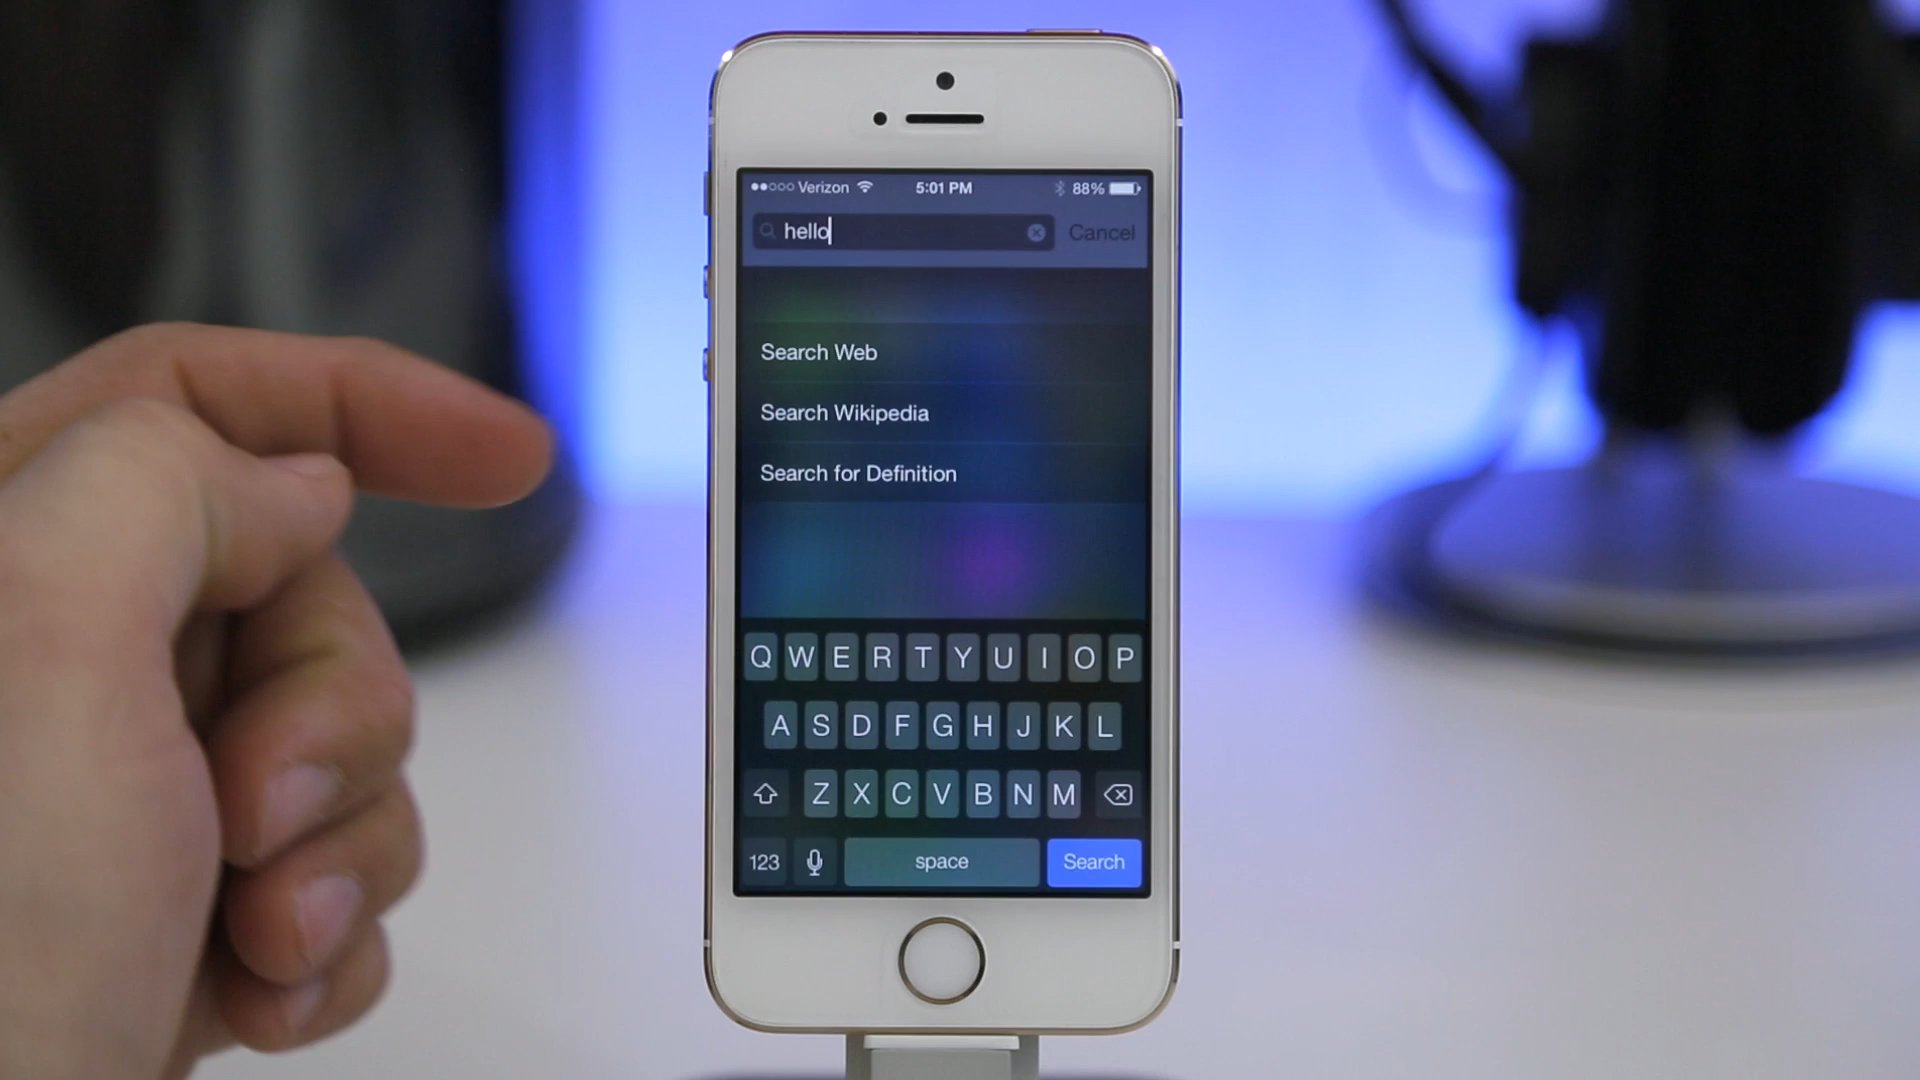 Verizon 5:01 PM 88%
hello Cancel
Search Web
Search Wikipedia
Search for Definition
Q W E R T Y U I O P
A S D F G H J K L
Z X C V B N M
123 space Search